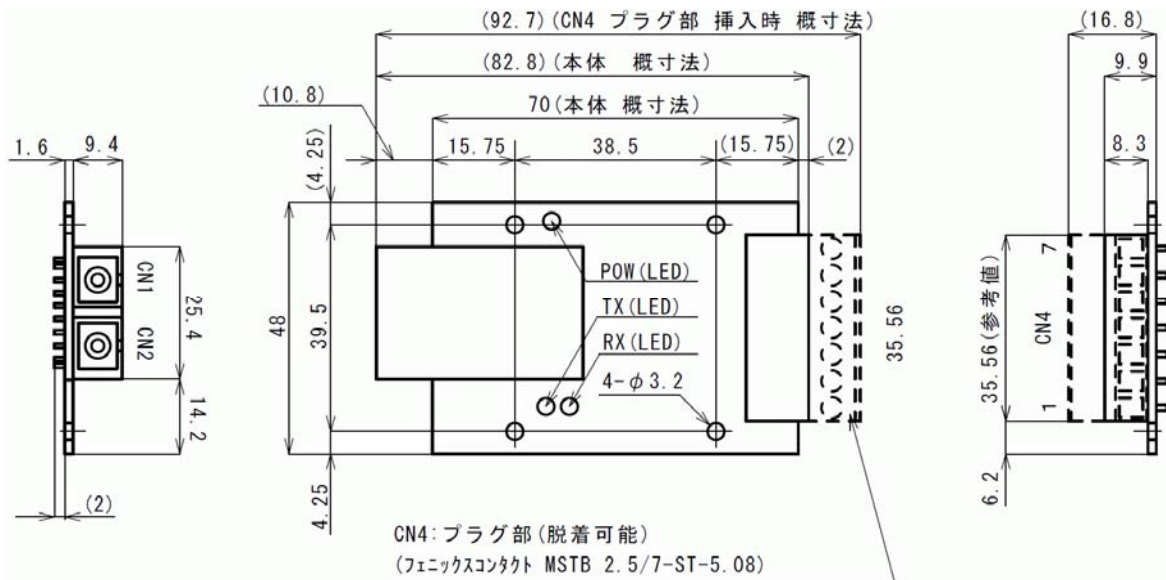 (92.7)(CN4 プラグ部 挿入時 概寸法)
(16.8)
(82.8)(本体 概寸法)
9.9
(10.8)
70(本体 概寸法)
1.6
9.4
(4.25)
15.75
38.5
(15.75)
(2)
8.3
CN1
CN2
25.4
14.2
(2)
48
39.5
4.25
POW(LED)
TX(LED)
RX(LED)
4-φ3.2
35.56
35.56(参考値)
7
CN4
1
6.2
CN4:プラグ部(脱着可能)
(フェニックスコンタクト MSTB 2.5/7-ST-5.08)